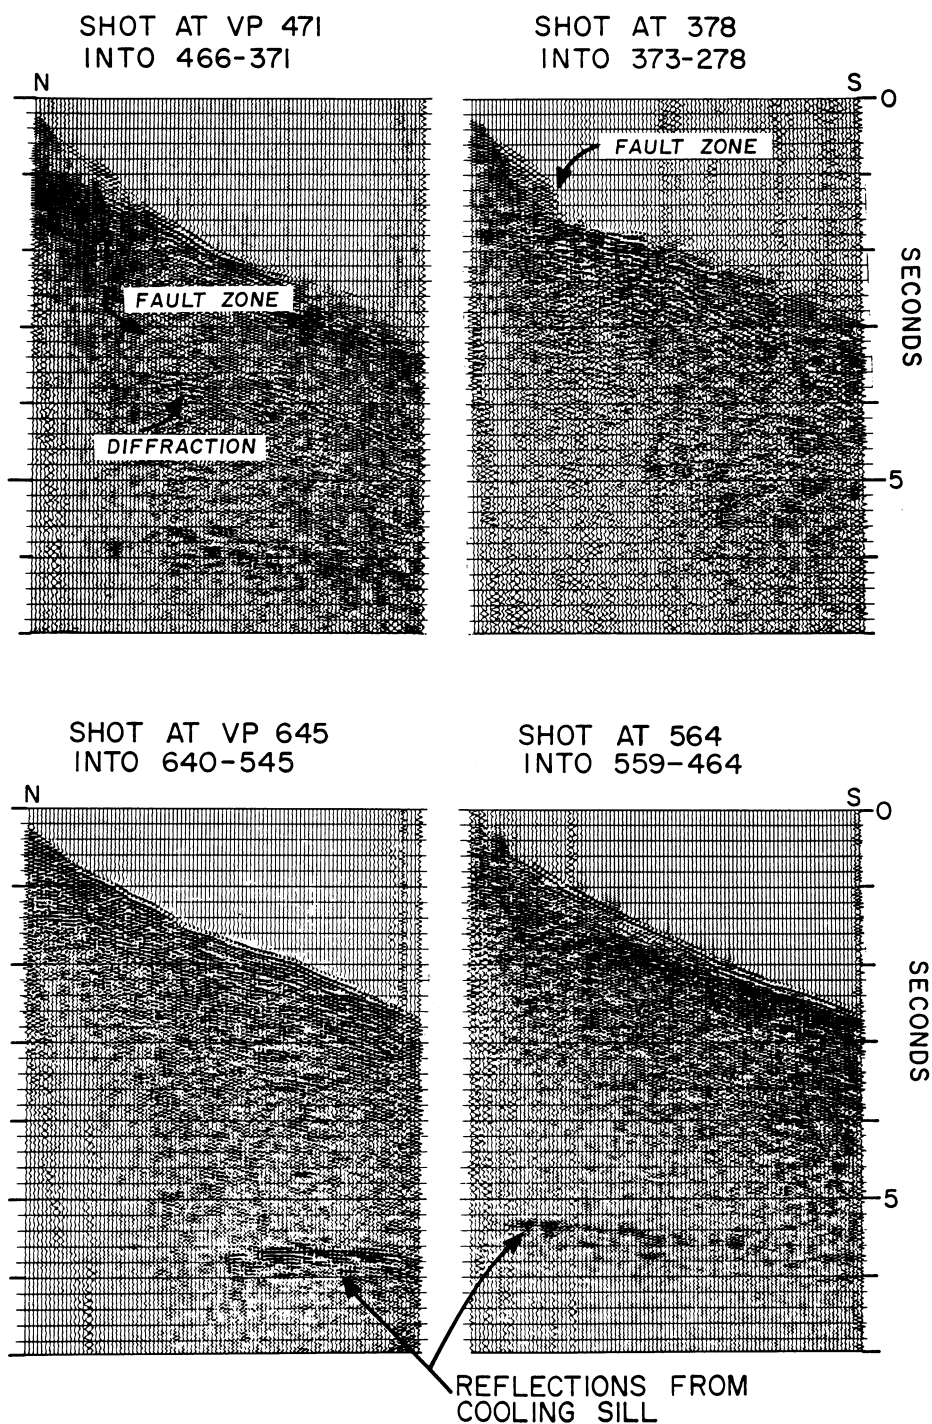 SHOT AT VP 471
INTO 466-371
SHOT AT 378
INTO 373-278
N
S
0
FAULT ZONE
FAULT ZONE
DIFFRACTION
5
SECONDS
SHOT AT VP 645
INTO 640-545
SHOT AT 564
INTO 559-464
N
S
0
SECONDS
5
REFLECTIONS FROM
COOLING SILL